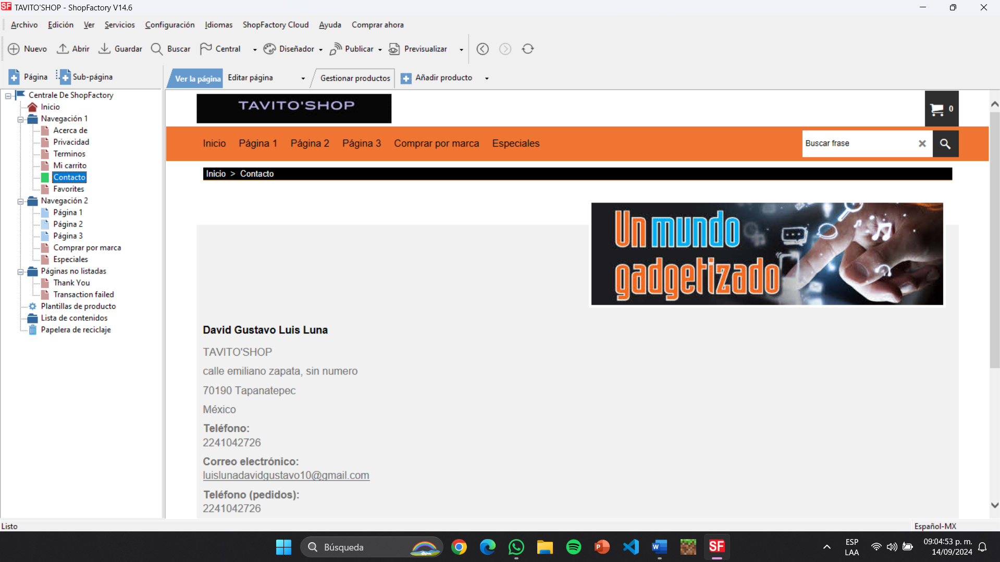 TAVITO'SHOP - ShopFactory V14.6
Archivo Edición Ver Servicios Configuración Idiomas ShopFactory Cloud Ayuda Comprar ahora
Nuevo Abrir Guardar Buscar Central Diseñador Publicar Previsualizar
Página Sub-página
Ver la página Editar página Gestionar productos Añadir producto
Centrale De ShopFactory
Inicio
Navegación 1
Acerca de
Privacidad
Terminos
Mi carrito
Contacto
Favorites
Navegación 2
Página 1
Página 2
Página 3
Comprar por marca
Especiales
Páginas no listadas
Thank You
Transaction failed
Plantillas de producto
Lista de contenidos
Papelera de reciclaje
TAVITO'SHOP
0
Inicio Página 1 Página 2 Página 3 Comprar por marca Especiales
Buscar frase
Inicio > Contacto
Un mundo
gadgetizado
David Gustavo Luis Luna
TAVITO'SHOP
calle emiliano zapata, sin numero
70190 Tapanatepec
México
Teléfono:
2241042726
Correo electrónico:
luislunadavidgustavo10@gmail.com
Teléfono (pedidos):
2241042726
Listo
Español-MX
Búsqueda
ESP
LAA
09:04:53 p. m.
14/09/2024